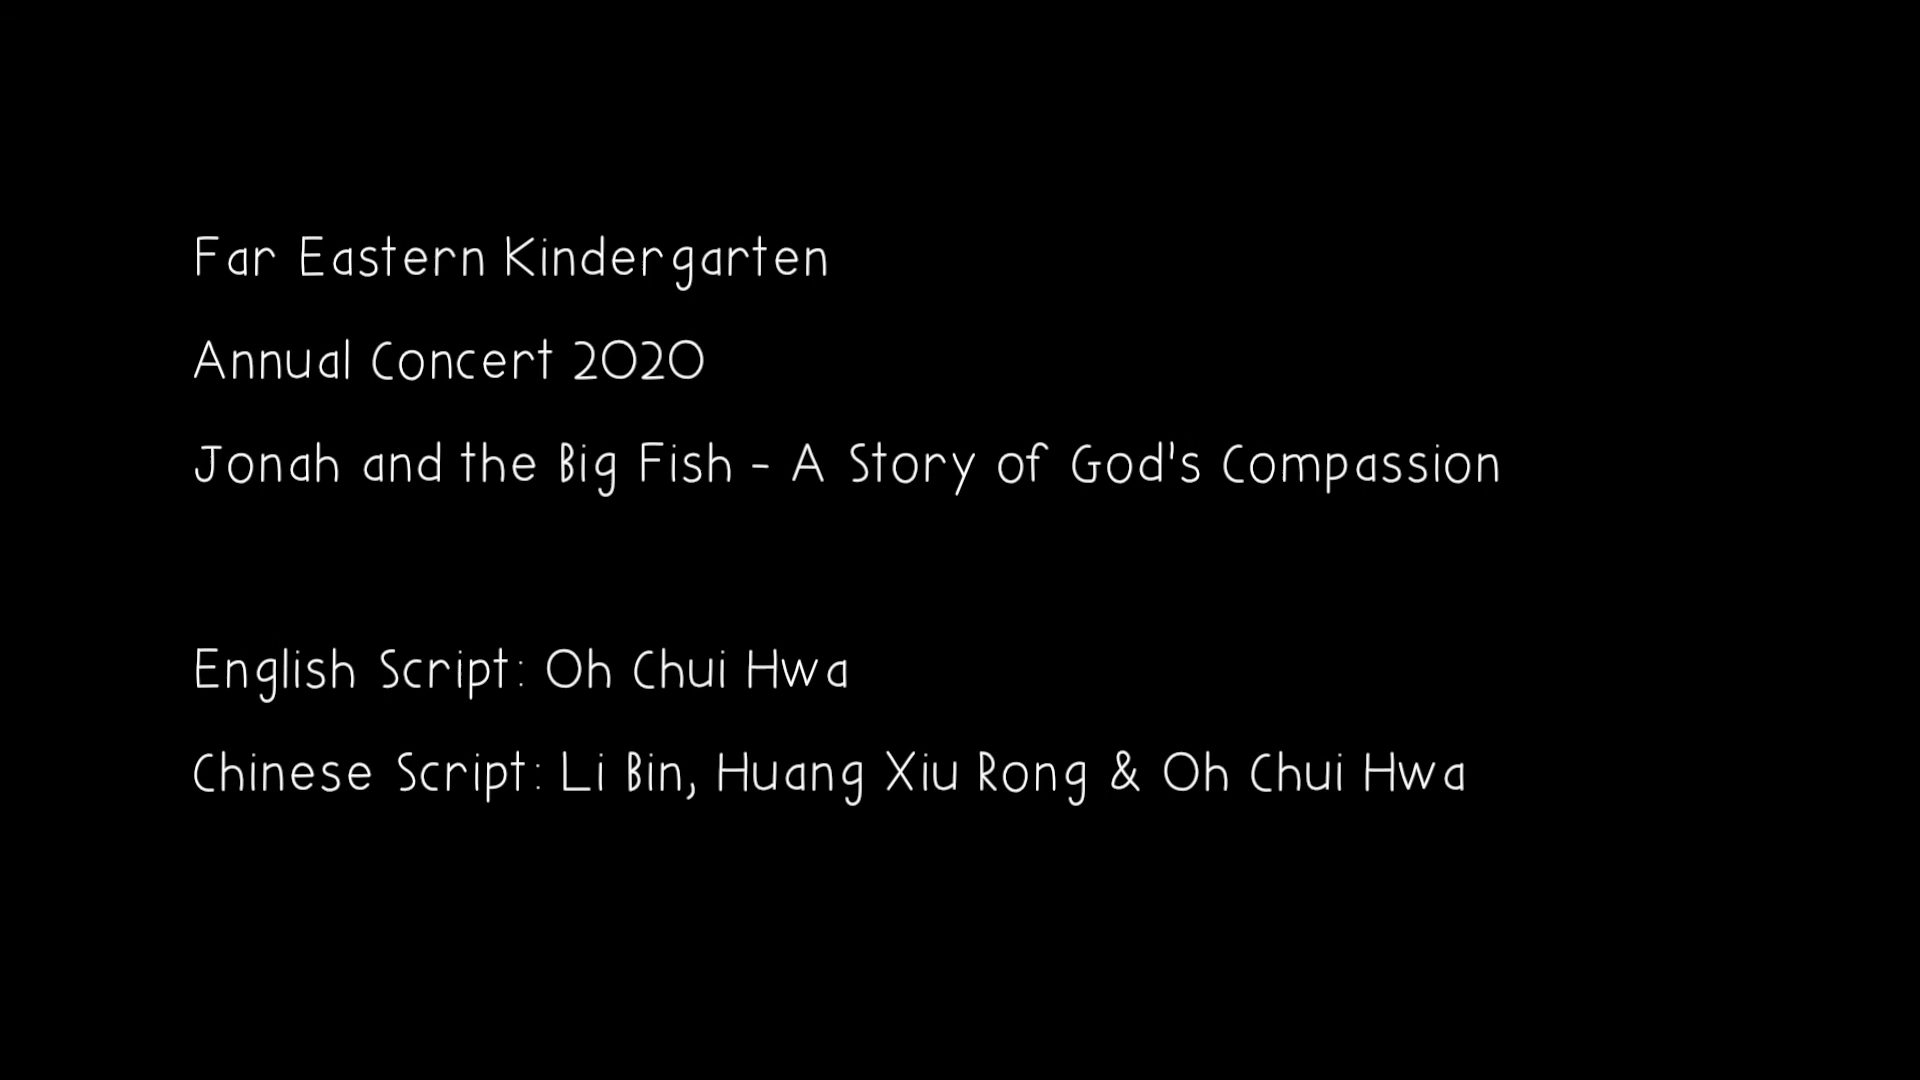 Far Eastern Kindergarten
Annual Concert 2020
Jonah and the Big Fish - A Story of God's Compassion
English Script: Oh Chui Hwa
Chinese Script: Li Bin, Huang Xiu Rong & Oh Chui Hwa